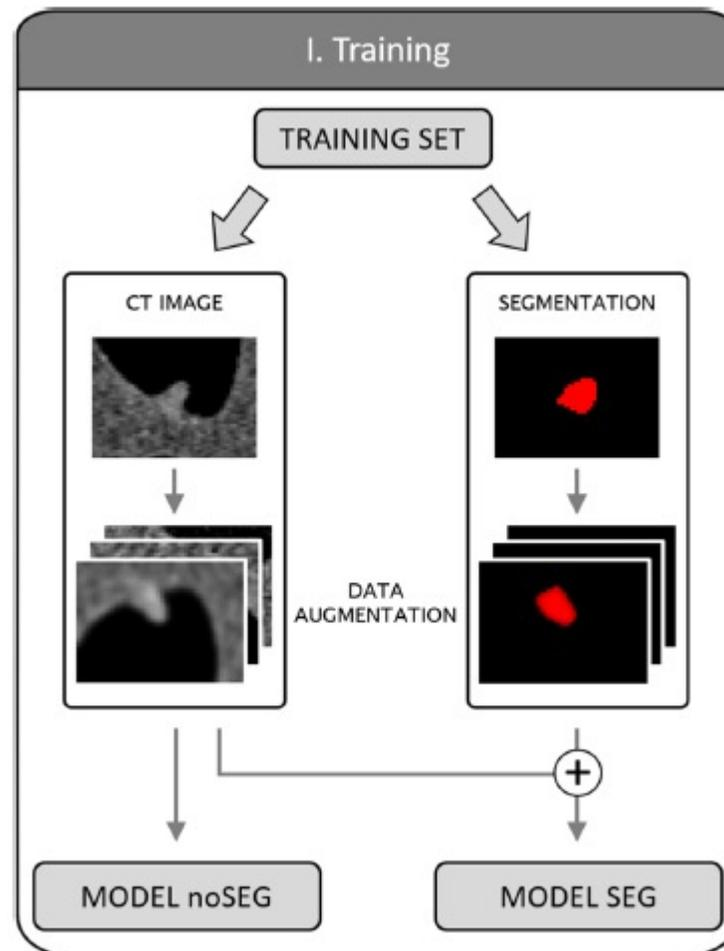 I. Training
TRAINING SET
CT IMAGE
SEGMENTATION
DATA
AUGMENTATION
+
MODEL noSEG
MODEL SEG